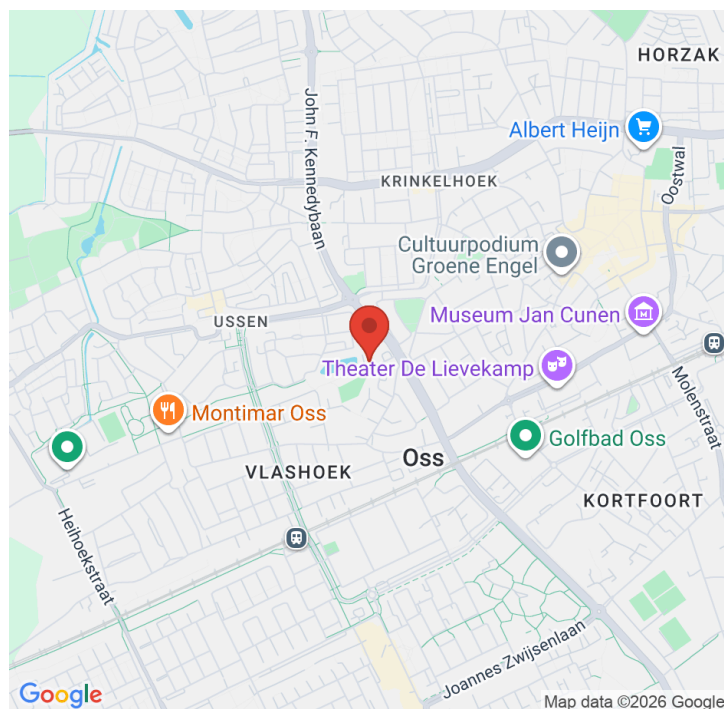 HORZAK
Albert Heijn
John F. Kennedybaan
Oostwal
KRINKELHOEK
Cultuurpodium
Groene Engel
USSEN
Museum Jan Cunen
Theater De Lievekamp
Molenstraat
Montimar Oss
Golfbad Oss
Oss
VLASHOEK
KORTFOORT
Heihoekstraat
Joannes Zwijsenlaan
Google
Map data ©2026 Google